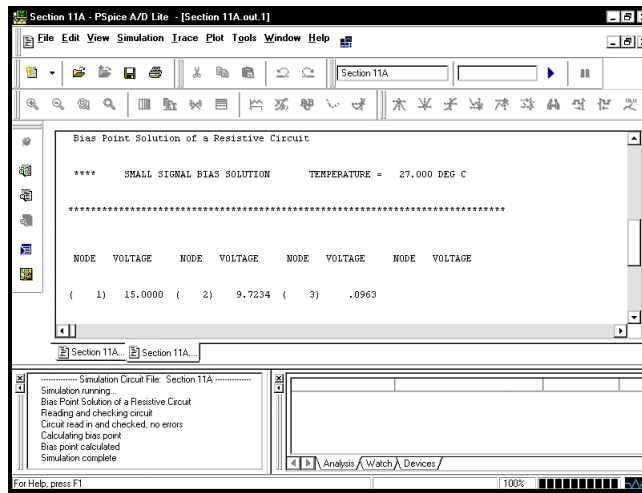 Section 11A - PSpice A/D Lite - [Section 11A.out.1]
File Edit View Simulation Trace Plot Tools Window Help
Section 11A
Bias Point Solution of a Resistive Circuit
**** SMALL SIGNAL BIAS SOLUTION TEMPERATURE = 27.000 DEG C
******************************************************************************
NODE VOLTAGE NODE VOLTAGE NODE VOLTAGE NODE VOLTAGE
( 1) 15.0000 ( 2) 9.7234 ( 3) .0963
Section 11A... Section 11A....
-------------- Simulation Circuit File: Section 11A --------------
Simulation running...
Bias Point Solution of a Resistive Circuit
Reading and checking circuit
Circuit read in and checked, no errors
Calculating bias point
Bias point calculated
Simulation complete
Analysis Watch Devices
For Help, press F1 100%